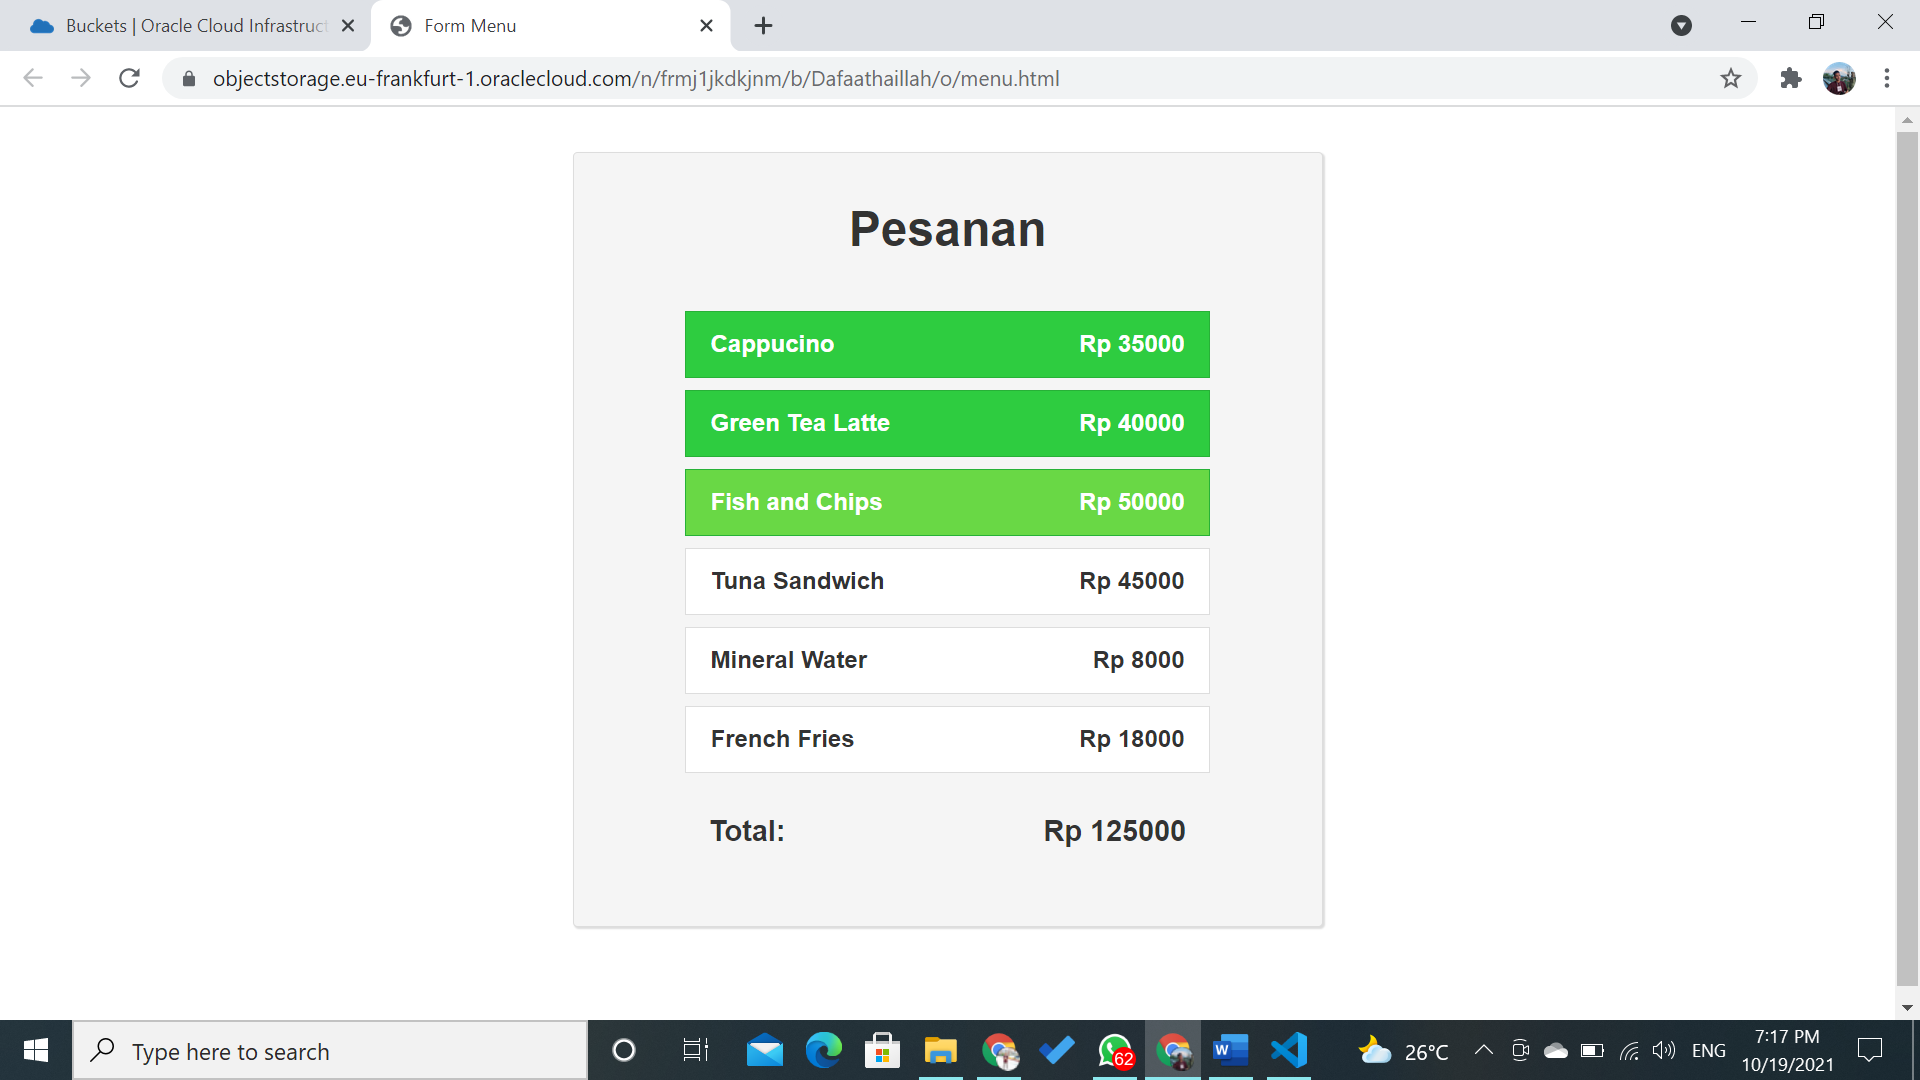 Buckets | Oracle Cloud Infrastruct
Form Menu
objectstorage.eu-frankfurt-1.oraclecloud.com/n/frmj1jkdkjnm/b/Dafaathaillah/o/menu.html
Pesanan
Cappucino Rp 35000
Green Tea Latte Rp 40000
Fish and Chips Rp 50000
Tuna Sandwich Rp 45000
Mineral Water Rp 8000
French Fries Rp 18000
Total: Rp 125000
Type here to search
62
W
26°C
ENG
7:17 PM
10/19/2021